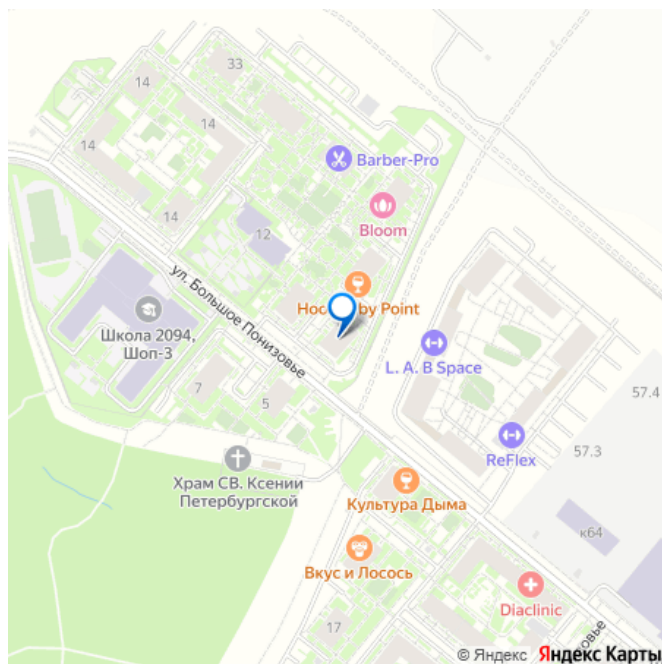 33
14
14
14
Barber-Pro
Bloom
14
12
ул. Большое Понизовье
by Point
Школа 2094,
Шоп-3
L. A. B Space
7
5
57.4
ReFlex
57.3
Храм СВ. Ксении
Петербургской
Культура Дыма
к64
Вкус и Лосось
Diaclinic
17
© Яндекс Яндекс Карты